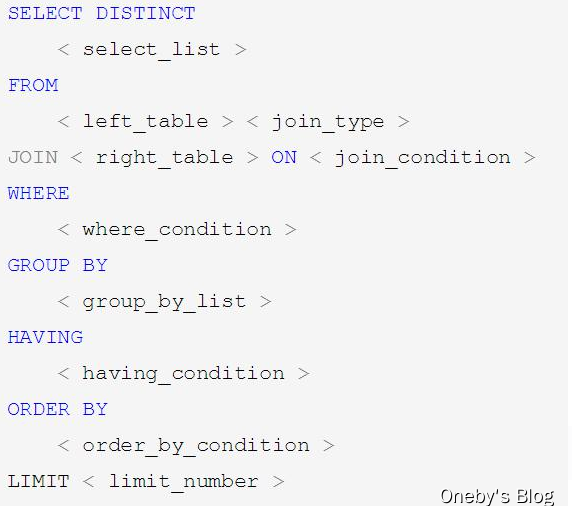 SELECT DISTINCT
< select_list >
FROM
< left_table > < join_type >
JOIN < right_table > ON < join_condition >
WHERE
< where_condition >
GROUP BY
< group_by_list >
HAVING
< having_condition >
ORDER BY
< order_by_condition >
LIMIT < limit_number >
Oneby's Blog